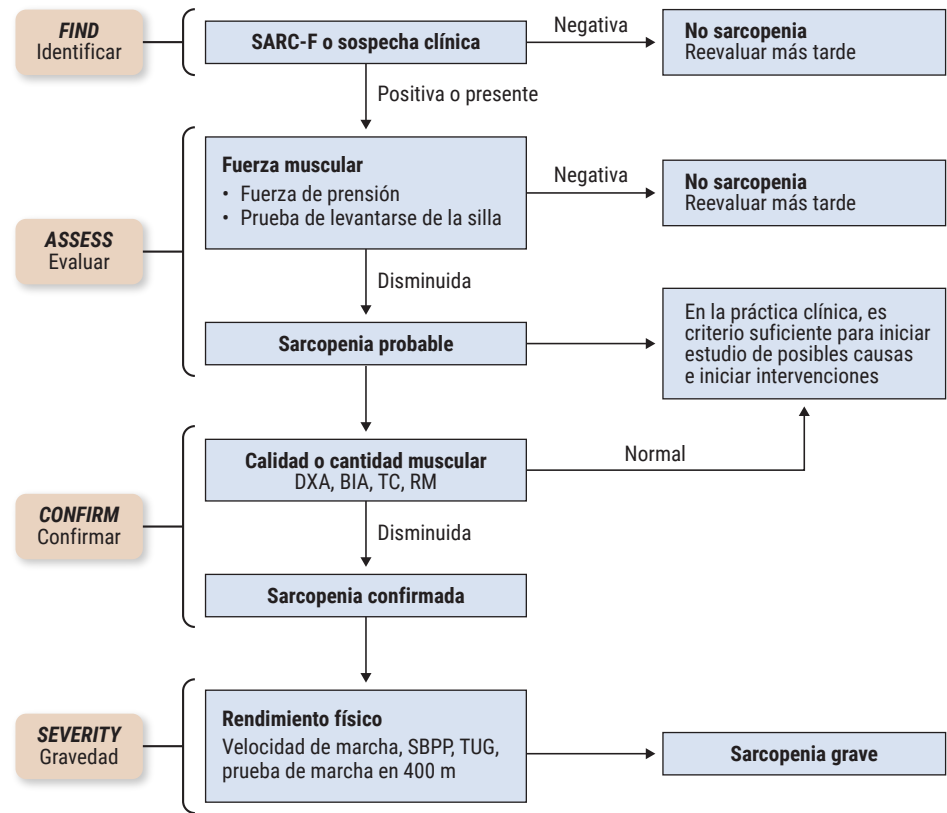 FIND
Identificar
SARC-F o sospecha clínica
Negativa
No sarcopenia
Reevaluar más tarde
Positiva o presente
ASSESS
Evaluar
Fuerza muscular
• Fuerza de prensión
• Prueba de levantarse de la silla
Negativa
No sarcopenia
Reevaluar más tarde
Disminuida
Sarcopenia probable
En la práctica clínica, es
criterio suficiente para iniciar
estudio de posibles causas
e iniciar intervenciones
CONFIRM
Confirmar
Calidad o cantidad muscular
DXA, BIA, TC, RM
Normal
Disminuida
Sarcopenia confirmada
SEVERITY
Gravedad
Rendimiento físico
Velocidad de marcha, SBPP, TUG,
prueba de marcha en 400 m
Sarcopenia grave